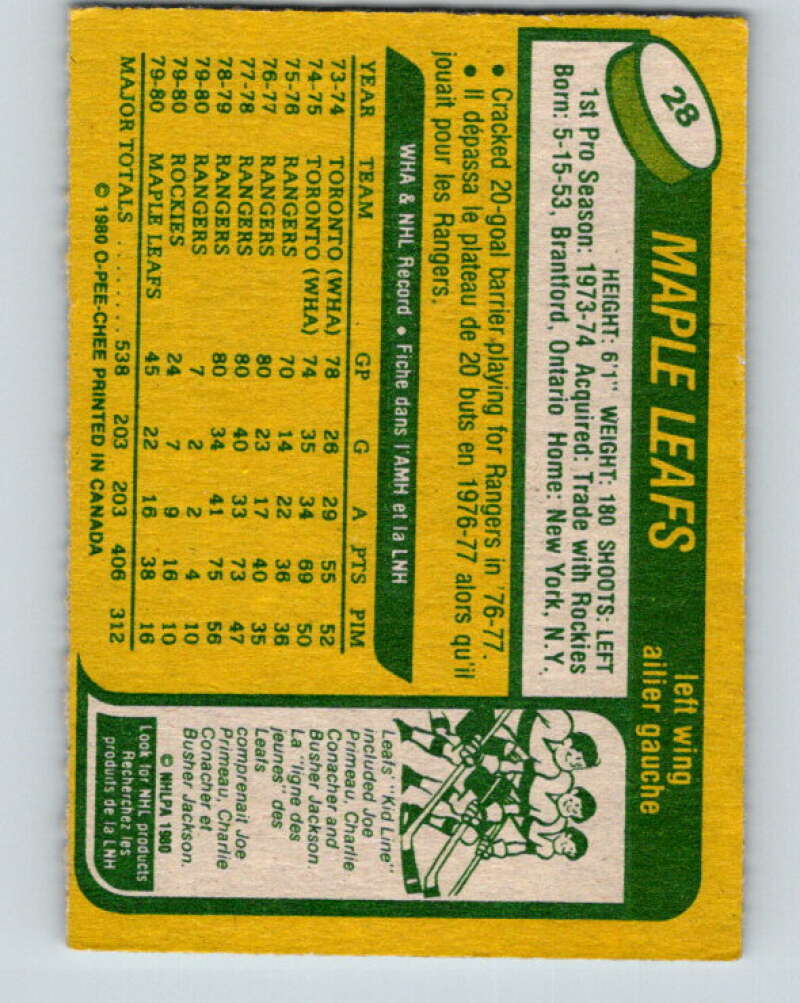 28
MAPLE LEAFS
left wing
ailier gauche
HEIGHT: 6'1" WEIGHT: 180 SHOOTS: LEFT
1st Pro Season: 1973-74 Acquired: Trade with Rockies
Born: 5-15-53, Brantford, Ontario Home: New York, N.Y.
• Cracked 20-goal barrier playing for Rangers in '76-77.
• Il dépassa le plateau de 20 buts en 1976-77 alors qu'il
jouait pour les Rangers.
WHA & NHL Record • Fiche dans l'AMH et la LNH
YEAR TEAM GP G A PTS PIM
73-74 TORONTO (WHA) 78 26 29 55 52
74-75 TORONTO (WHA) 74 35 34 69 50
75-76 RANGERS 70 14 22 36 36
76-77 RANGERS 80 23 17 40 35
77-78 RANGERS 80 40 33 73 47
78-79 RANGERS 80 34 41 75 56
79-80 RANGERS 7 2 2 4 10
79-80 ROCKIES 24 7 9 16 10
79-80 MAPLE LEAFS 45 22 16 38 16
MAJOR TOTALS ........ 538 203 203 406 312
© 1980 O-PEE-CHEE PRINTED IN CANADA
Leafs' "Kid Line"
included Joe
Primeau, Charlie
Conacher and
Busher Jackson.
La "ligne des
jeunes" des
Leafs
comprenait Joe
Primeau, Charlie
Conacher et
Busher Jackson.
© NHLPA 1980
Look for NHL products
Recherchez les
produits de la LNH